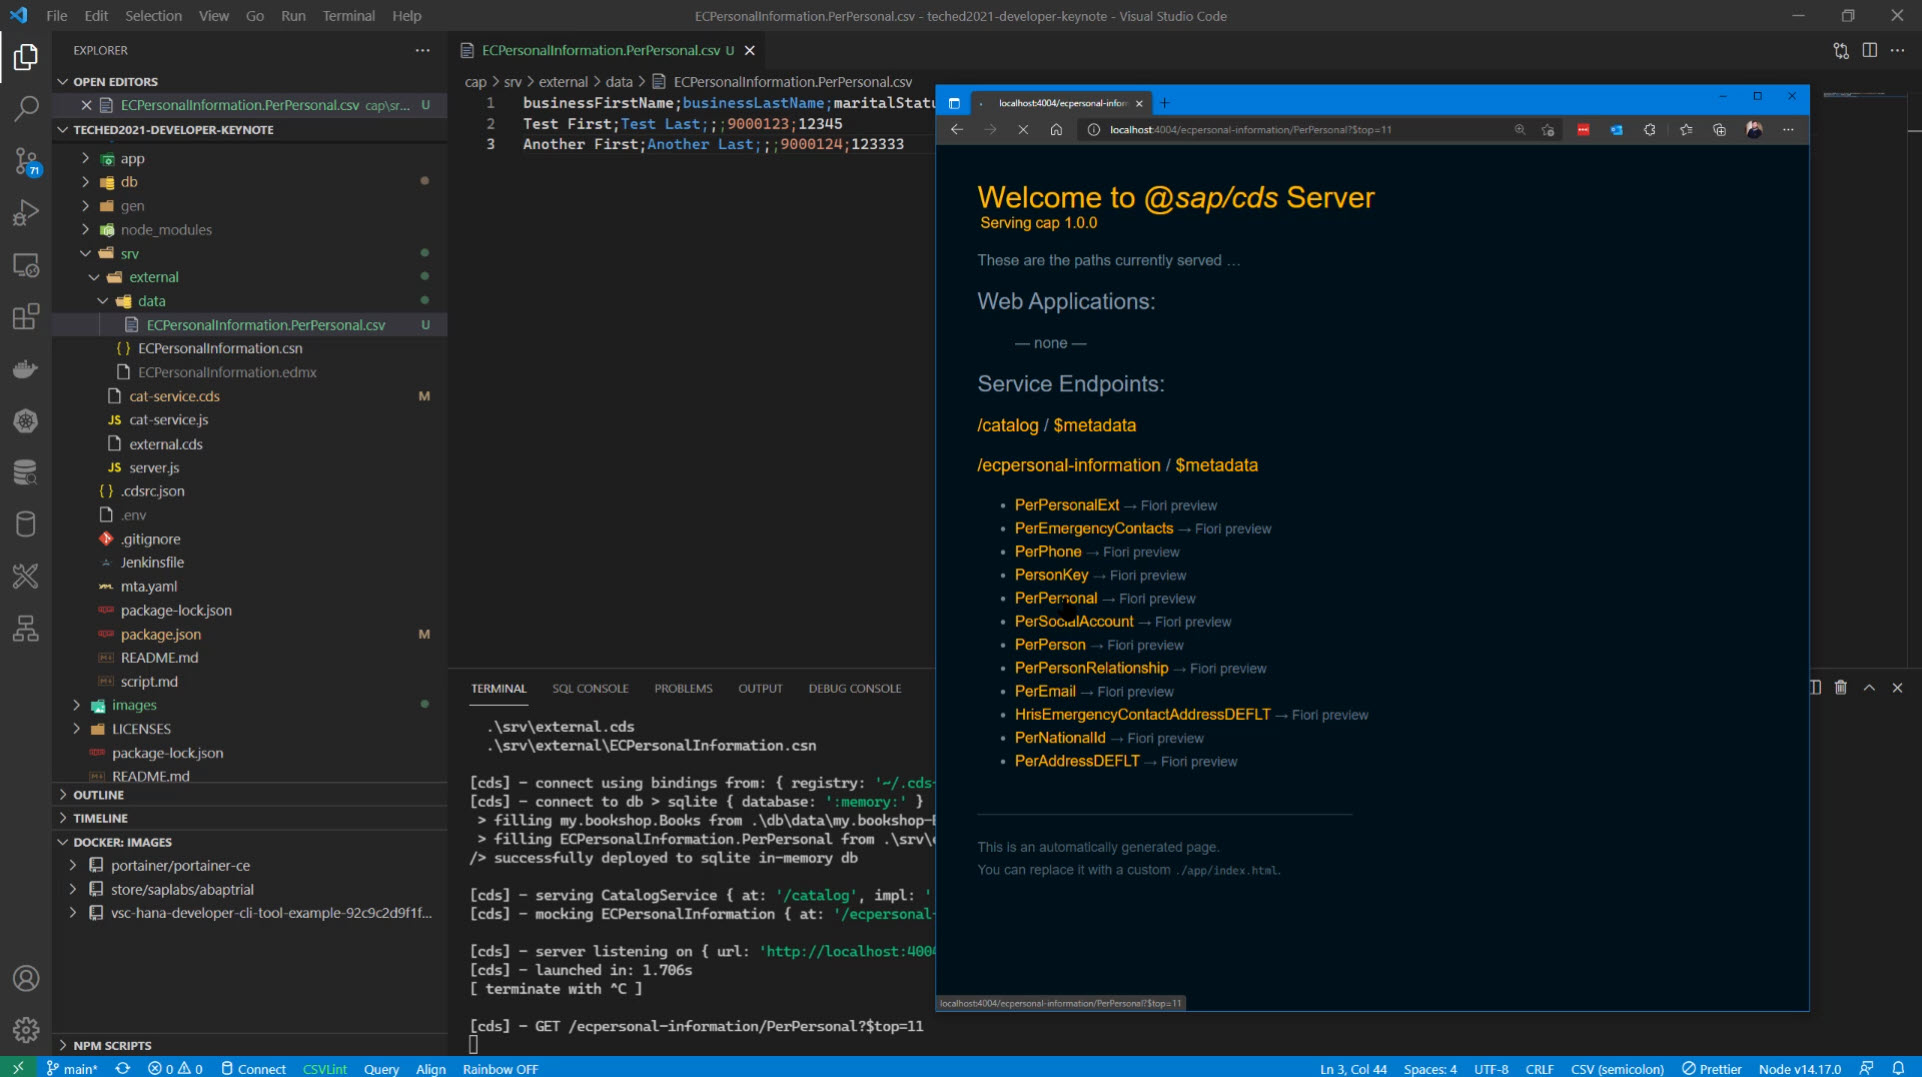 File Edit Selection View Go Run Terminal Help
ECPersonalInformation.PerPersonal.csv - teched2021-developer-keynote - Visual Studio Code
EXPLORER
OPEN EDITORS
ECPersonalInformation.PerPersonal.csv cap\sr... U
TECHED2021-DEVELOPER-KEYNOTE
app
db
gen
node_modules
srv
external
data
ECPersonalInformation.PerPersonal.csv U
ECPersonalInformation.csn
ECPersonalInformation.edmx
cat-service.cds M
JS cat-service.js
external.cds
JS server.js
.cdsrc.json
.env
.gitignore
Jenkinsfile
mta.yaml
package-lock.json
package.json M
README.md
script.md
images
LICENSES
package-lock.json
README.md
OUTLINE
TIMELINE
DOCKER: IMAGES
portainer/portainer-ce
store/saplabs/abaptrial
vsc-hana-developer-cli-tool-example-92c9c2d9f1f...
NPM SCRIPTS
71
ECPersonalInformation.PerPersonal.csv U
cap > srv > external > data > ECPersonalInformation.PerPersonal.csv
1 businessFirstName;businessLastName;maritalStatu
2 Test First;Test Last;;;9000123;12345
3 Another First;Another Last;;;9000124;123333
TERMINAL SQL CONSOLE PROBLEMS OUTPUT DEBUG CONSOLE
.\srv\external.cds
.\srv\external\ECPersonalInformation.csn
[cds] - connect using bindings from: { registry: '~/.cds-
[cds] - connect to db > sqlite { database: ':memory:' }
> filling my.bookshop.Books from .\db\data\my.bookshop-
> filling ECPersonalInformation.PerPersonal from .\srv\
/> successfully deployed to sqlite in-memory db
[cds] - serving CatalogService { at: '/catalog', impl: '
[cds] - mocking ECPersonalInformation { at: '/ecpersonal-
[cds] - server listening on { url: 'http://localhost:4004
[cds] - launched in: 1.706s
[ terminate with ^C ]
[cds] - GET /ecpersonal-information/PerPersonal?$top=11
localhost:4004/ecpersonal-inform
localhost:4004/ecpersonal-information/PerPersonal?$top=11
Welcome to @sap/cds Server
Serving cap 1.0.0
These are the paths currently served …
Web Applications:
— none —
Service Endpoints:
/catalog / $metadata
/ecpersonal-information / $metadata
PerPersonalExt → Fiori preview
PerEmergencyContacts → Fiori preview
PerPhone → Fiori preview
PersonKey → Fiori preview
PerPersonal → Fiori preview
PerSocialAccount → Fiori preview
PerPerson → Fiori preview
PerPersonRelationship → Fiori preview
PerEmail → Fiori preview
HrisEmergencyContactAddressDEFLT → Fiori preview
PerNationalId → Fiori preview
PerAddressDEFLT → Fiori preview
This is an automatically generated page.
You can replace it with a custom ./app/index.html.
localhost:4004/ecpersonal-information/PerPersonal?$top=11
main* 0 0 Connect CSVLint Query Align Rainbow OFF
Ln 3, Col 44 Spaces: 4 UTF-8 CRLF CSV (semicolon) Prettier Node v14.17.0